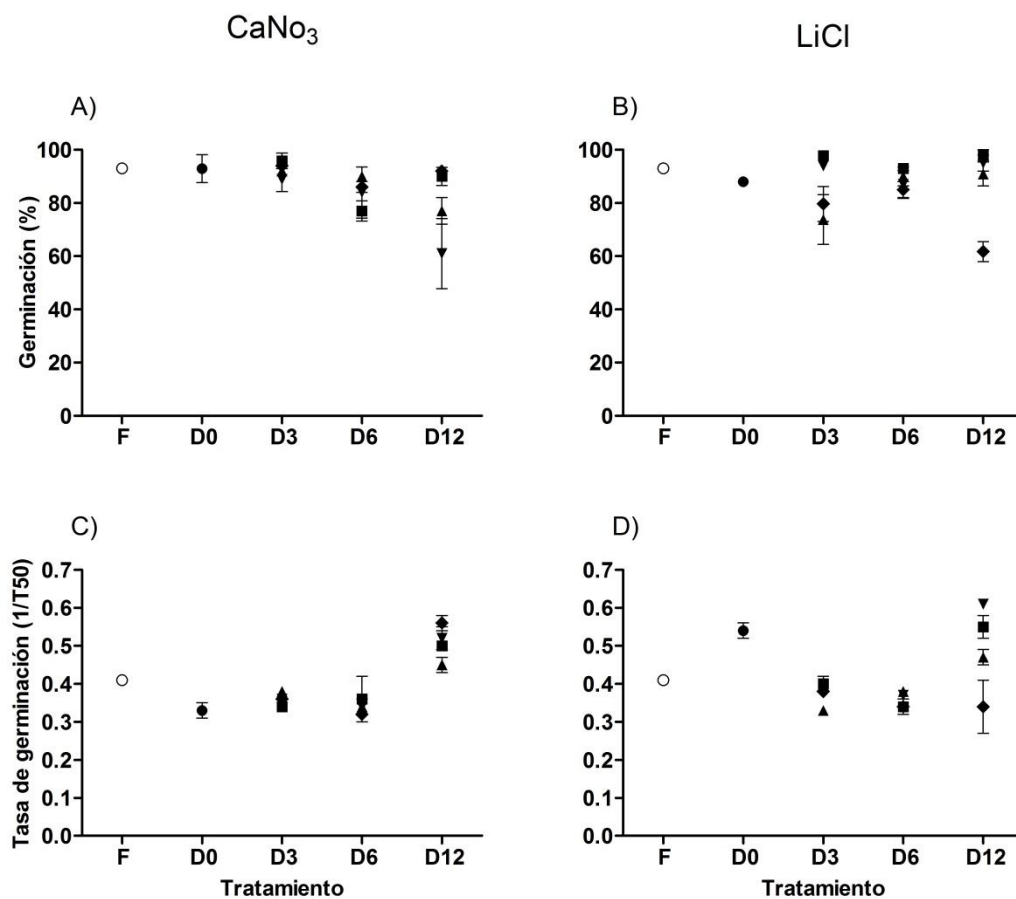 CaNo₃
LiCl
A)
B)
Germinación (%)
100
80
60
40
20
0
F D0 D3 D6 D12
100
80
60
40
20
0
F D0 D3 D6 D12
C)
D)
Tasa de germinación (1/T50)
0.7
0.6
0.5
0.4
0.3
0.2
0.1
0.0
F D0 D3 D6 D12
Tratamiento
0.7
0.6
0.5
0.4
0.3
0.2
0.1
0.0
F D0 D3 D6 D12
Tratamiento